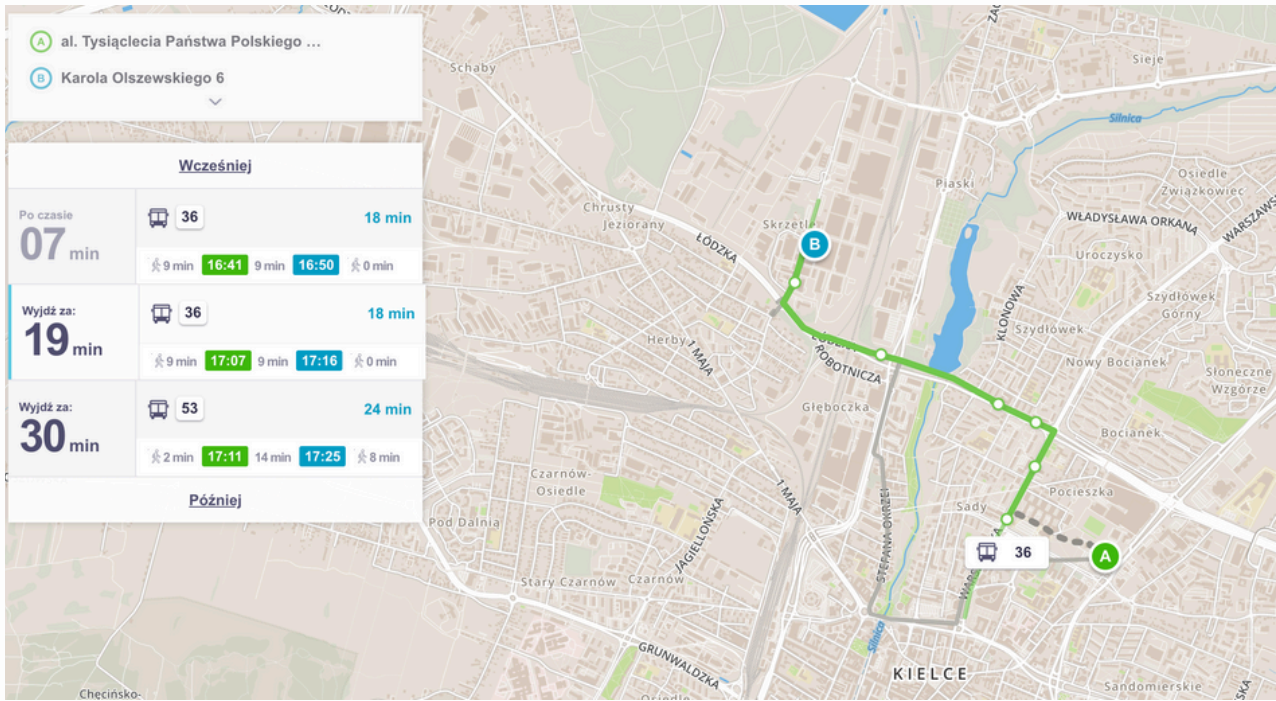 A al. Tysiąclecia Państwa Polskiego ...
B Karola Olszewskiego 6
Wcześniej
Po czasie
07 min
36
18 min
9 min 16:41 9 min 16:50 0 min
Wyjdź za:
19 min
36
18 min
9 min 17:07 9 min 17:16 0 min
Wyjdź za:
30 min
53
24 min
2 min 17:11 14 min 17:25 8 min
Później
Schaby
Sieje
Silnica
Piaski
Osiedle
Związkowiec
WŁADYSŁAWA ORKANA
Chrusty
Jeziorany
Skrzetle
B
ŁÓDZKA
Uroczysko
KLONOWA
Szydłówek
Górny
Szydłówek
Herby
1 MAJA
ROBOTNICZA
Nowy Bocianek
Słoneczne
Wzgórze
Głęboczka
Bocianek
Czarnów-
Osiedle
1 MAJA
Pocieszka
Sady
Pod Dalnią
JAGIELLOŃSKA
STEFANA OKRZEI
36
A
Stary Czarnów
Czarnów
Silnica
GRUNWALDZKA
KIELCE
Sandomierskie
Chęcińsko-